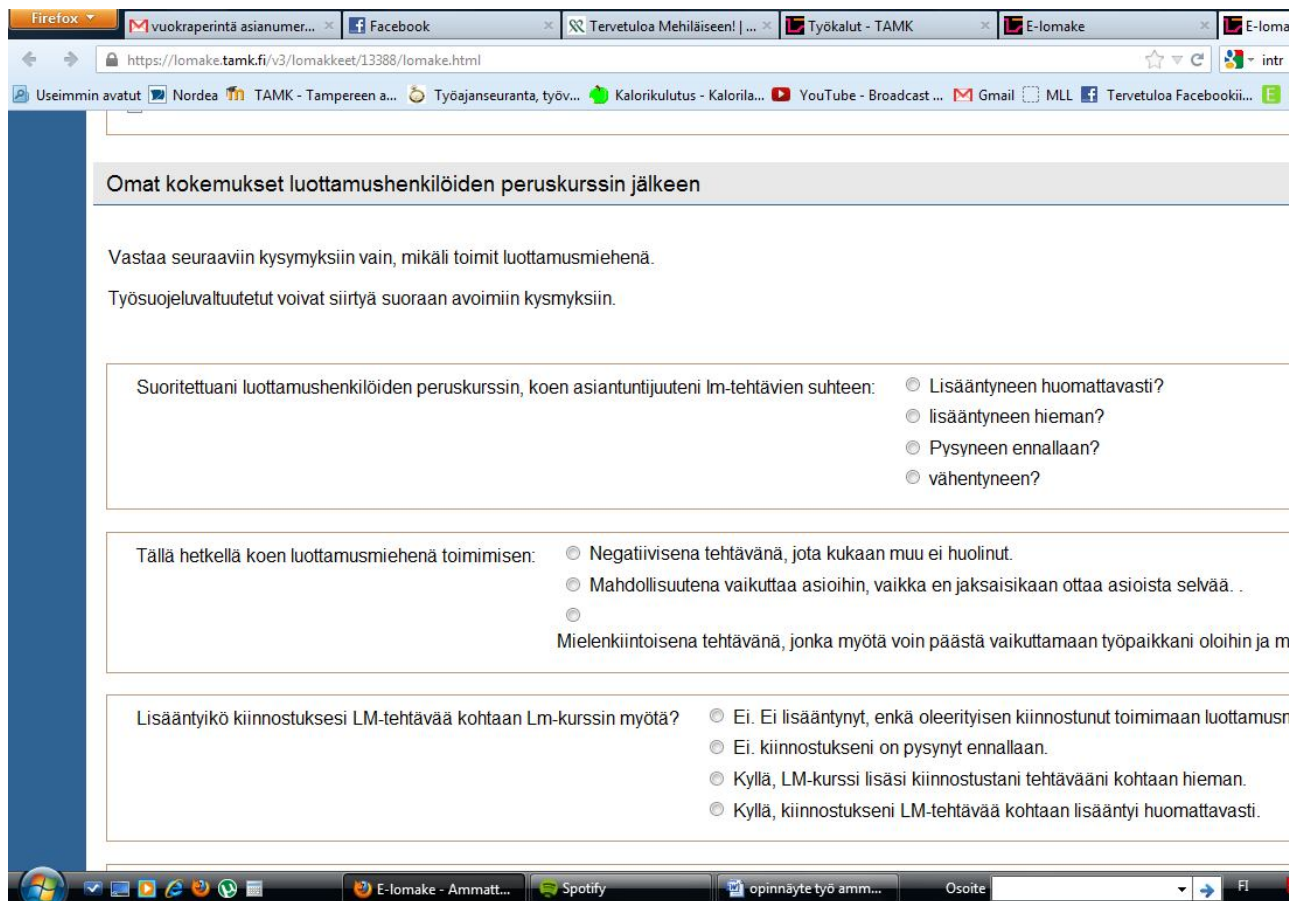 Firefox
vuokraperintä asianumer...
Facebook
Tervetuloa Mehiläiseen! | ...
Työkalut - TAMK
E-lomake
E-loma
https://lomake.tamk.fi/v3/lomakkeet/13388/lomake.html
intr
Useimmin avatut
Nordea
TAMK - Tampereen a...
Työajanseuranta, työv...
Kalorikulutus - Kalorila...
YouTube - Broadcast ...
Gmail
MLL
Tervetuloa Facebookii...
Omat kokemukset luottamushenkilöiden peruskurssin jälkeen
Vastaa seuraaviin kysymyksiin vain, mikäli toimit luottamusmiehenä.
Työsuojeluvaltuutetut voivat siirtyä suoraan avoimiin kysmyksiin.
Suoritettuani luottamushenkilöiden peruskurssin, koen asiantuntijuuteni lm-tehtävien suhteen:
Lisääntyneen huomattavasti?
lisääntyneen hieman?
Pysyneen ennallaan?
vähentyneen?
Tällä hetkellä koen luottamusmiehenä toimimisen:
Negatiivisena tehtävänä, jota kukaan muu ei huolinut.
Mahdollisuutena vaikuttaa asioihin, vaikka en jaksaisikaan ottaa asioista selvää. .
Mielenkiintoisena tehtävänä, jonka myötä voin päästä vaikuttamaan työpaikkani oloihin ja m
Lisääntyikö kiinnostuksesi LM-tehtävää kohtaan Lm-kurssin myötä?
Ei. Ei lisääntynyt, enkä oleerityisen kiinnostunut toimimaan luottamusm
Ei. kiinnostukseni on pysynyt ennallaan.
Kyllä, LM-kurssi lisäsi kiinnostustani tehtävääni kohtaan hieman.
Kyllä, kiinnostukseni LM-tehtävää kohtaan lisääntyi huomattavasti.
E-lomake - Ammatt...
Spotify
opinnäyte työ amm...
Osoite
FI